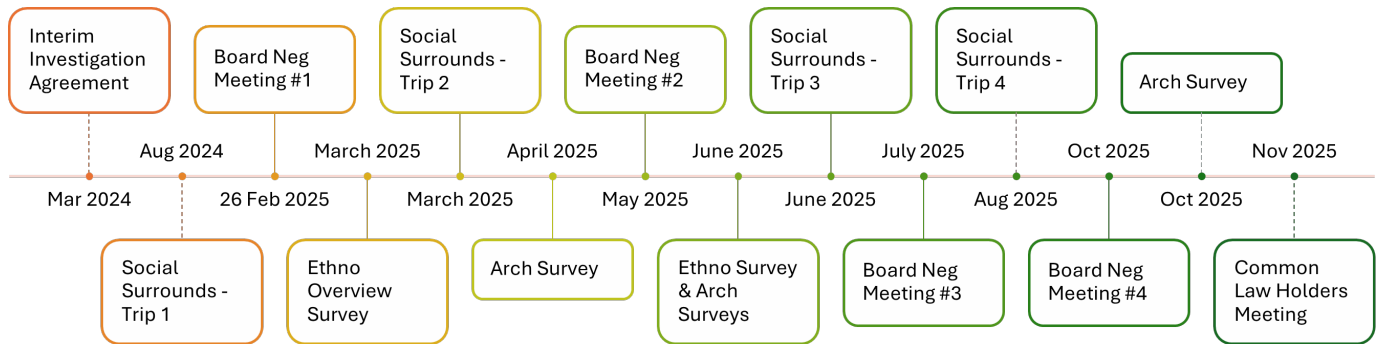 Interim
Investigation
Agreement
Board Neg
Meeting #1
Social
Surrounds -
Trip 2
Board Neg
Meeting #2
Social
Surrounds -
Trip 3
Social
Surrounds -
Trip 4
Arch Survey
Aug 2024
March 2025
April 2025
June 2025
July 2025
Oct 2025
Nov 2025
Mar 2024
26 Feb 2025
March 2025
May 2025
June 2025
Aug 2025
Oct 2025
Social
Surrounds -
Trip 1
Ethno
Overview
Survey
Arch Survey
Ethno Survey
& Arch
Surveys
Board Neg
Meeting #3
Board Neg
Meeting #4
Common
Law Holders
Meeting